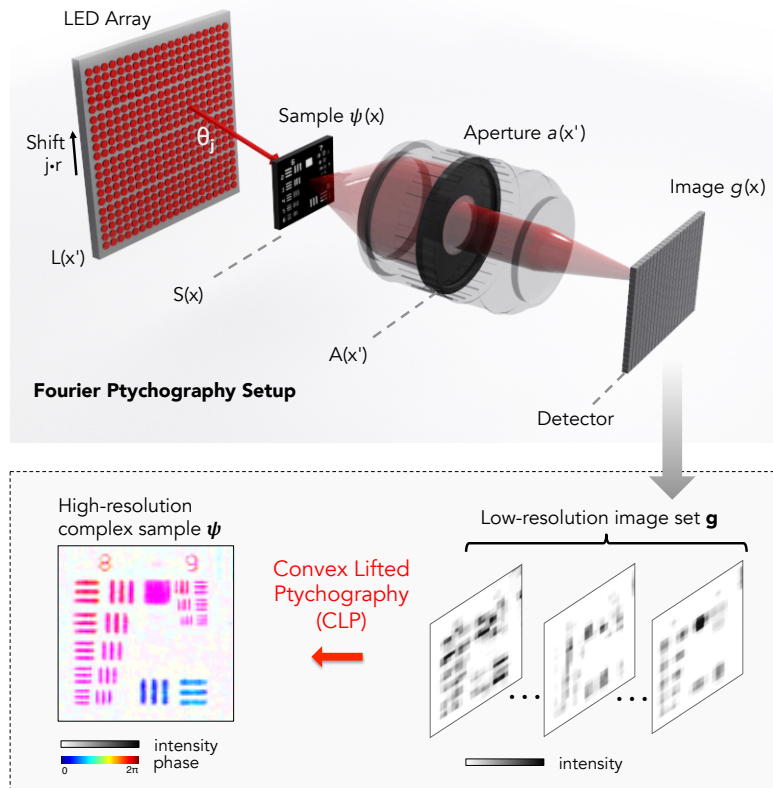 LED Array
Sample ψ(x)
Aperture a(x')
Shift
j•r
θj
Image g(x)
L(x')
S(x)
A(x')
Fourier Ptychography Setup
Detector
High-resolution
complex sample ψ
Low-resolution image set g
8 9
Convex Lifted
Ptychography
(CLP)
intensity
phase
0 2π
intensity